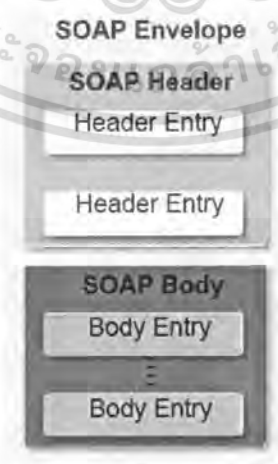 SOAP Envelope
SOAP Header
Header Entry
Header Entry
SOAP Body
Body Entry
Body Entry